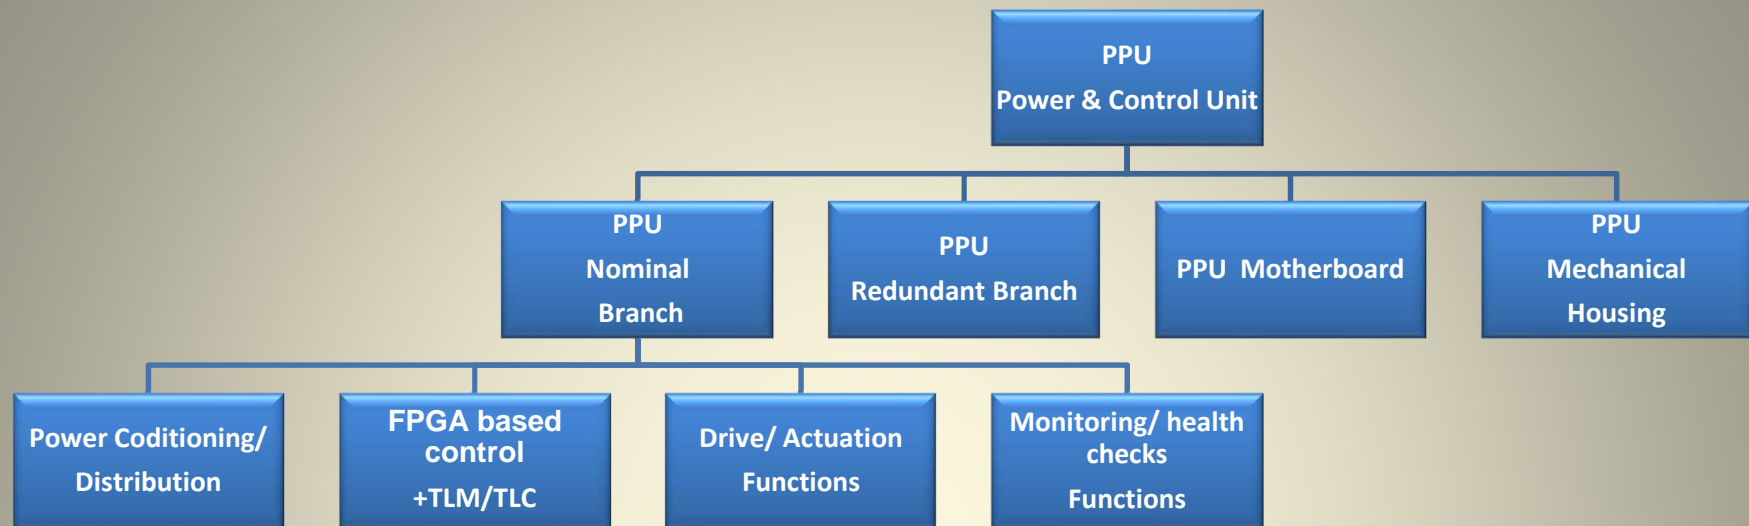 PPU
Power & Control Unit
PPU
Nominal
Branch
PPU
Redundant Branch
PPU Motherboard
PPU
Mechanical
Housing
Power Coditioning/
Distribution
FPGA based
control
+TLM/TLC
Drive/ Actuation
Functions
Monitoring/ health
checks
Functions